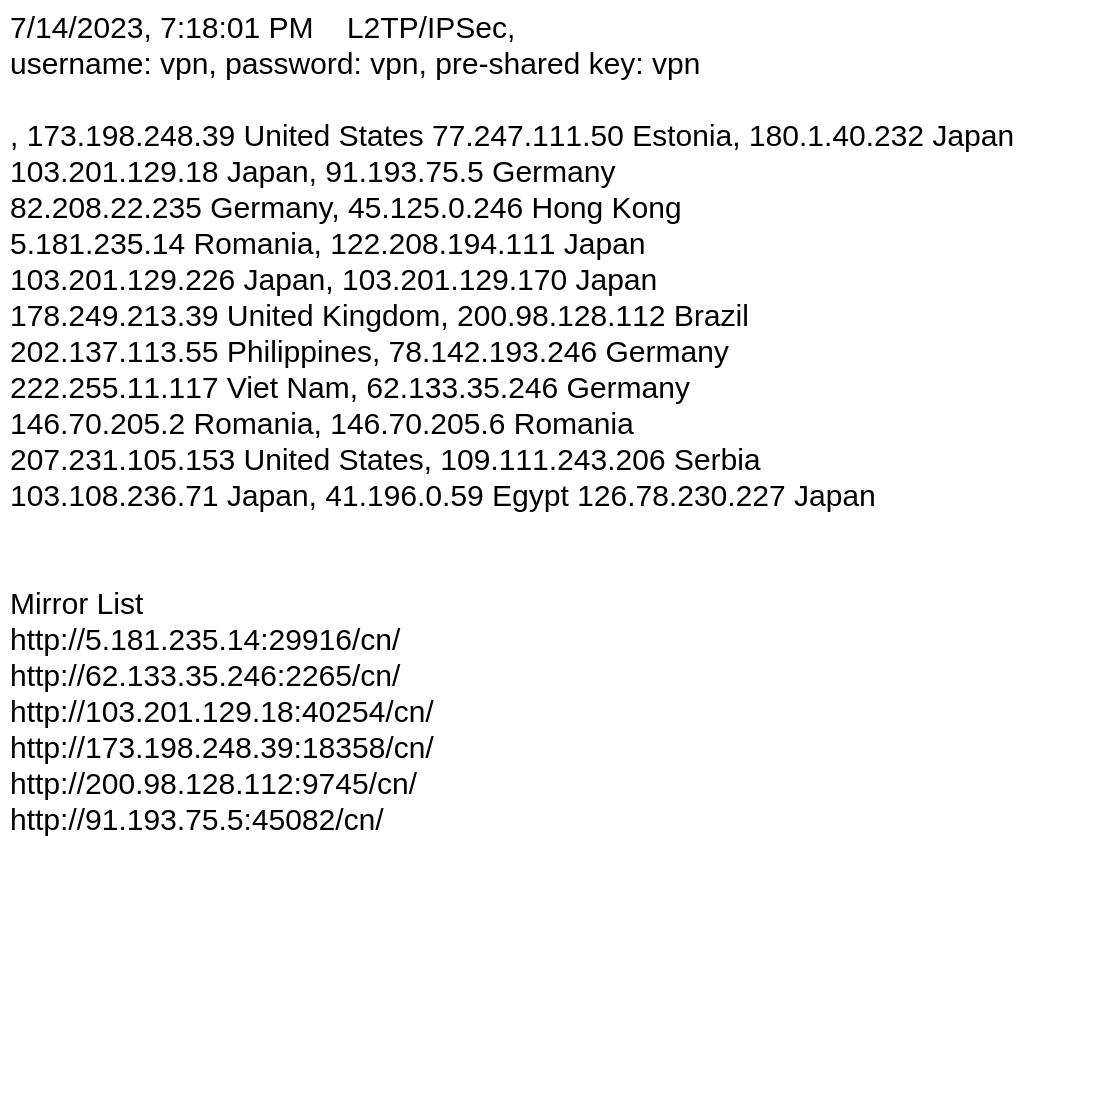 7/14/2023, 7:18:01 PM    L2TP/IPSec,
username: vpn, password: vpn, pre-shared key: vpn
, 173.198.248.39 United States 77.247.111.50 Estonia, 180.1.40.232 Japan
103.201.129.18 Japan, 91.193.75.5 Germany
82.208.22.235 Germany, 45.125.0.246 Hong Kong
5.181.235.14 Romania, 122.208.194.111 Japan
103.201.129.226 Japan, 103.201.129.170 Japan
178.249.213.39 United Kingdom, 200.98.128.112 Brazil
202.137.113.55 Philippines, 78.142.193.246 Germany
222.255.11.117 Viet Nam, 62.133.35.246 Germany
146.70.205.2 Romania, 146.70.205.6 Romania
207.231.105.153 United States, 109.111.243.206 Serbia
103.108.236.71 Japan, 41.196.0.59 Egypt 126.78.230.227 Japan
Mirror List
http://5.181.235.14:29916/cn/
http://62.133.35.246:2265/cn/
http://103.201.129.18:40254/cn/
http://173.198.248.39:18358/cn/
http://200.98.128.112:9745/cn/
http://91.193.75.5:45082/cn/